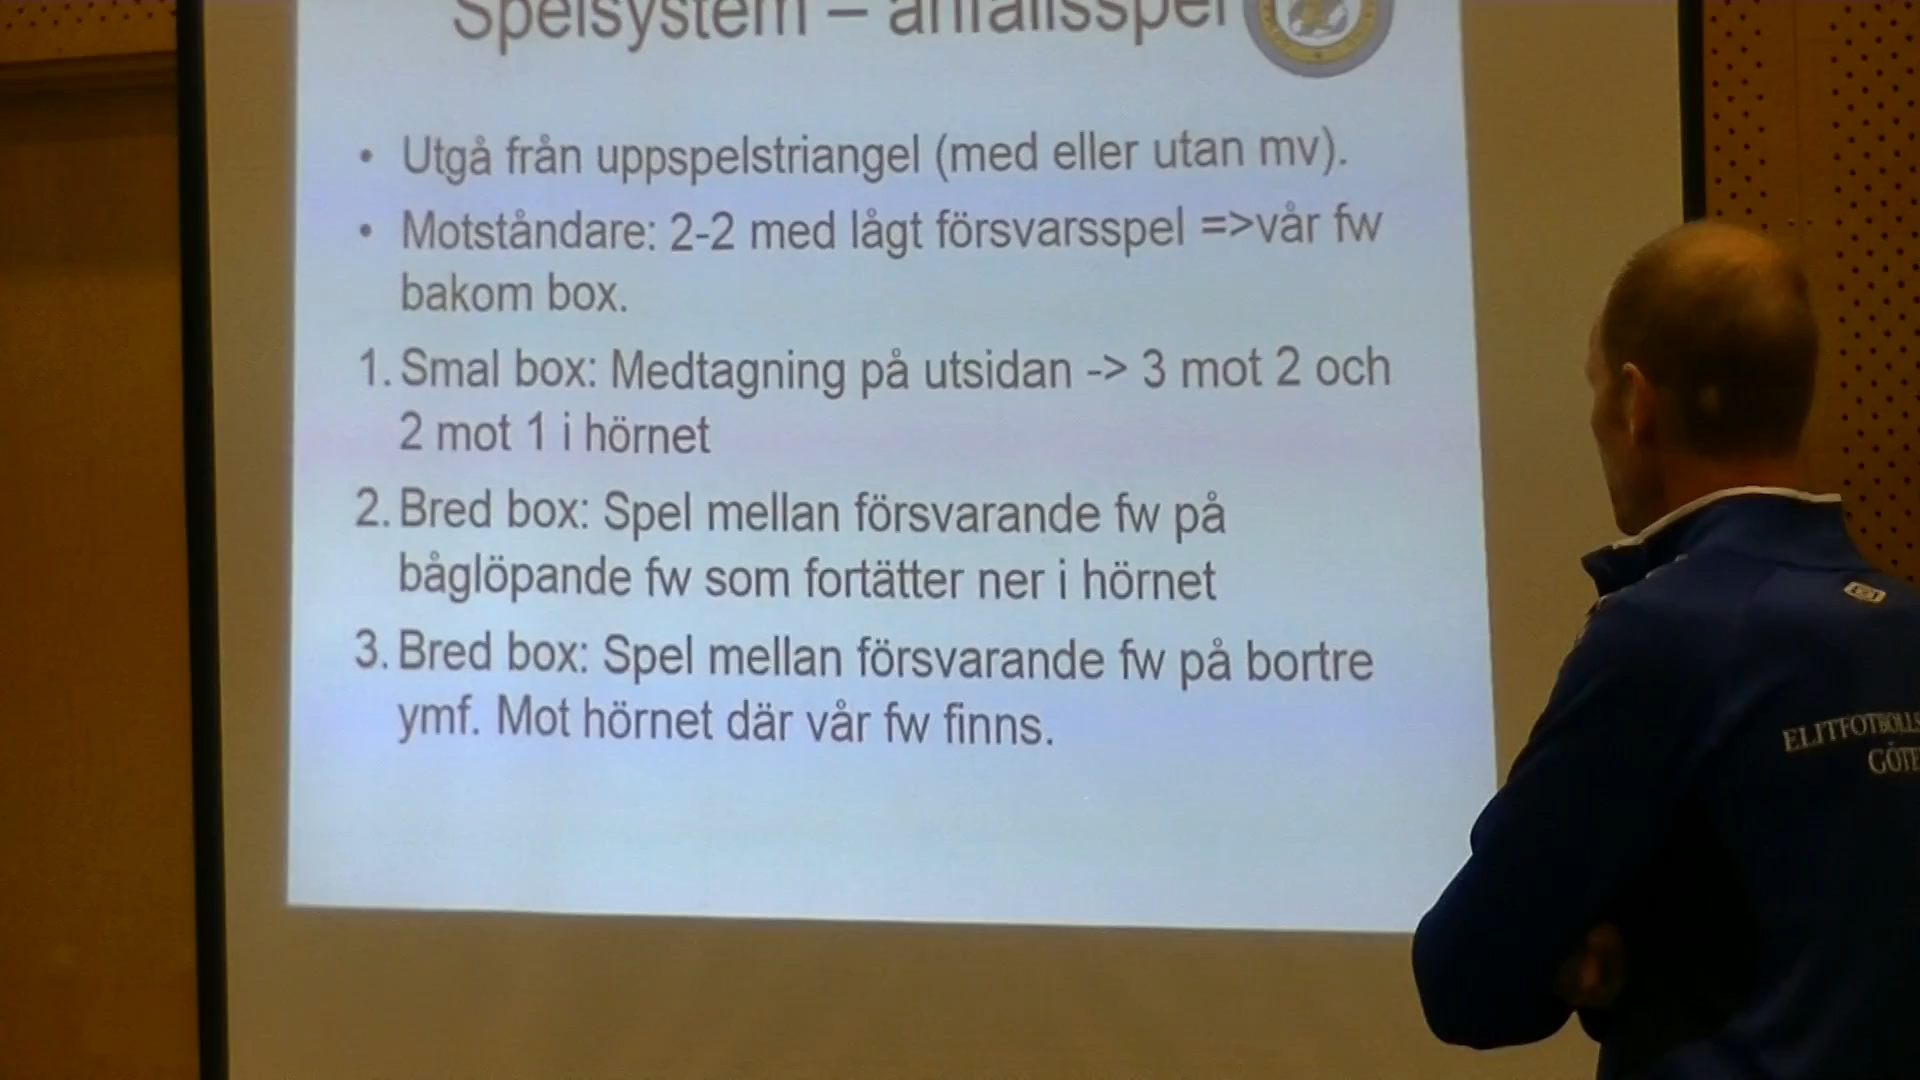 Spelsystem – anfallsspel
• Utgå från uppspelstriangel (med eller utan mv).
• Motståndare: 2-2 med lågt försvarsspel =>vår fw
bakom box.
1. Smal box: Medtagning på utsidan -> 3 mot 2 och
2 mot 1 i hörnet
2. Bred box: Spel mellan försvarande fw på
båglöpande fw som fortätter ner i hörnet
3. Bred box: Spel mellan försvarande fw på bortre
ymf. Mot hörnet där vår fw finns.
ELITFOTBOLLS
GÖTE